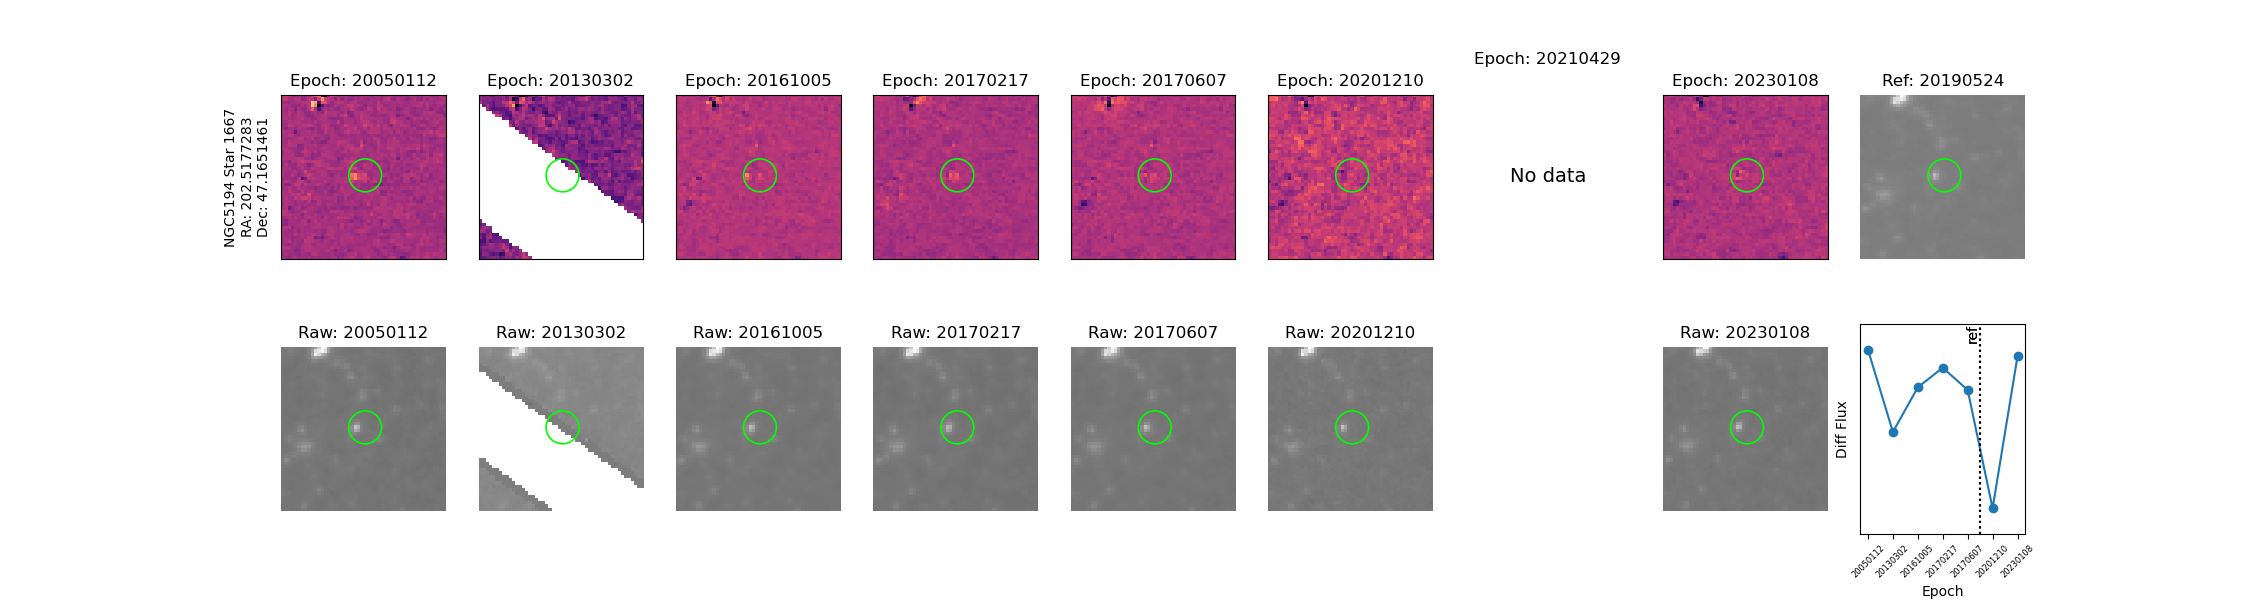 Epoch: 20210429
Epoch: 20050112
Epoch: 20130302
Epoch: 20161005
Epoch: 20170217
Epoch: 20170607
Epoch: 20201210
Epoch: 20230108
Ref: 20190524
NGC5194 Star 1667
RA: 202.5177283
Dec: 47.1651461
No data
Raw: 20050112
Raw: 20130302
Raw: 20161005
Raw: 20170217
Raw: 20170607
Raw: 20201210
Raw: 20230108
ref
Diff Flux
20050112
20130302
20161005
20170217
20170607
20201210
20230108
Epoch